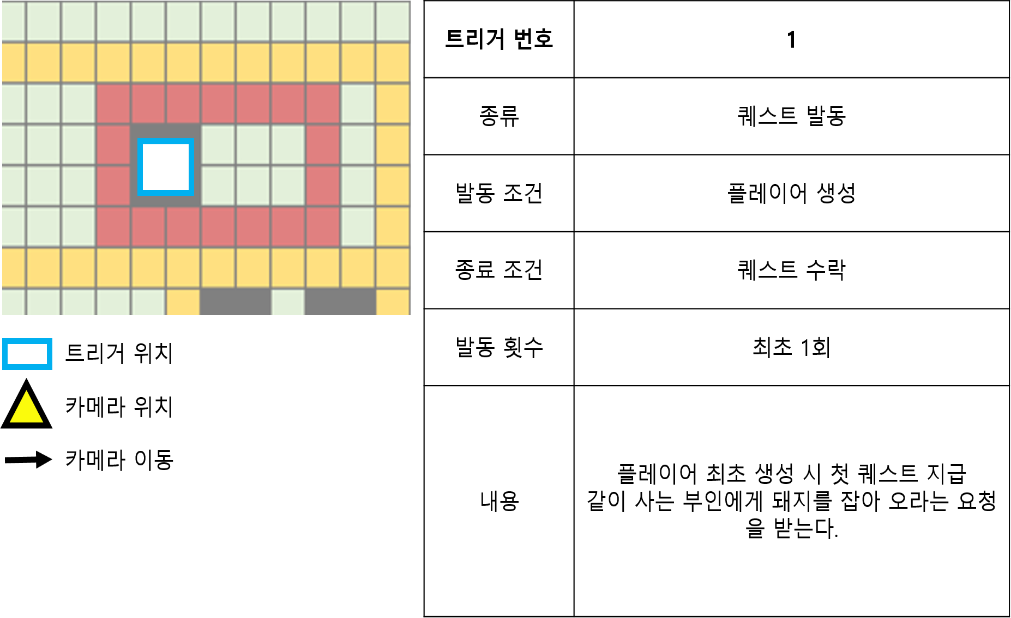 트리거 번호
1
종류
퀘스트 발동
발동 조건
플레이어 생성
종료 조건
퀘스트 수락
발동 횟수
최초 1회
내용
플레이어 최초 생성 시 첫 퀘스트 지급
같이 사는 부인에게 돼지를 잡아 오라는 요청
을 받는다.
트리거 위치
카메라 위치
카메라 이동